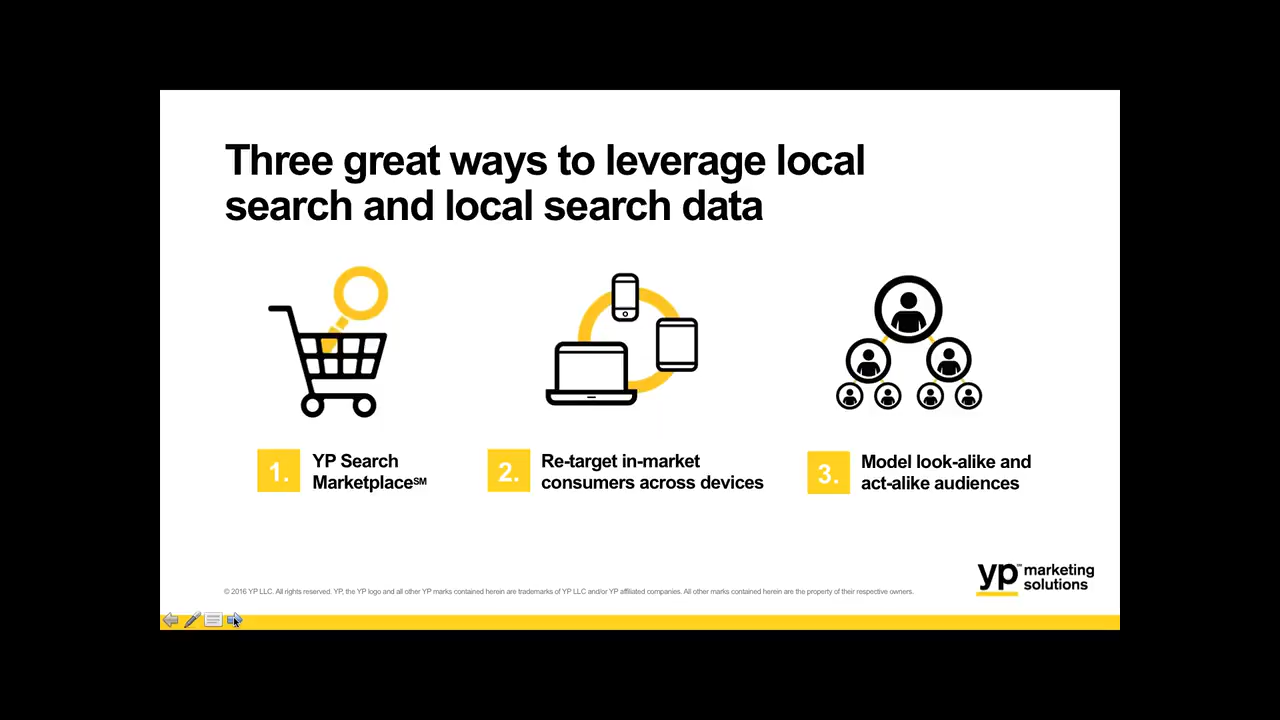 Three great ways to leverage local
search and local search data
1.
YP Search
Marketplace℠
2.
Re-target in-market
consumers across devices
3.
Model look-alike and
act-alike audiences
© 2016 YP LLC. All rights reserved. YP, the YP logo and all other YP marks contained herein are trademarks of YP LLC and/or YP affiliated companies. All other marks contained herein are the property of their respective owners.
yp™ marketing
solutions